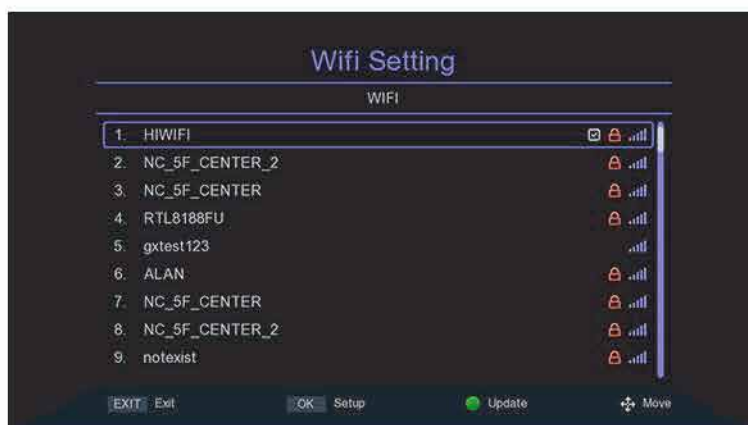 Wifi Setting
WIFI
1. HIWIFI
2. NC_5F_CENTER_2
3. NC_5F_CENTER
4. RTL8188FU
5. gxtest123
6. ALAN
7. NC_5F_CENTER
8. NC_5F_CENTER_2
9. notexist
EXIT Exit OK Setup Update Move